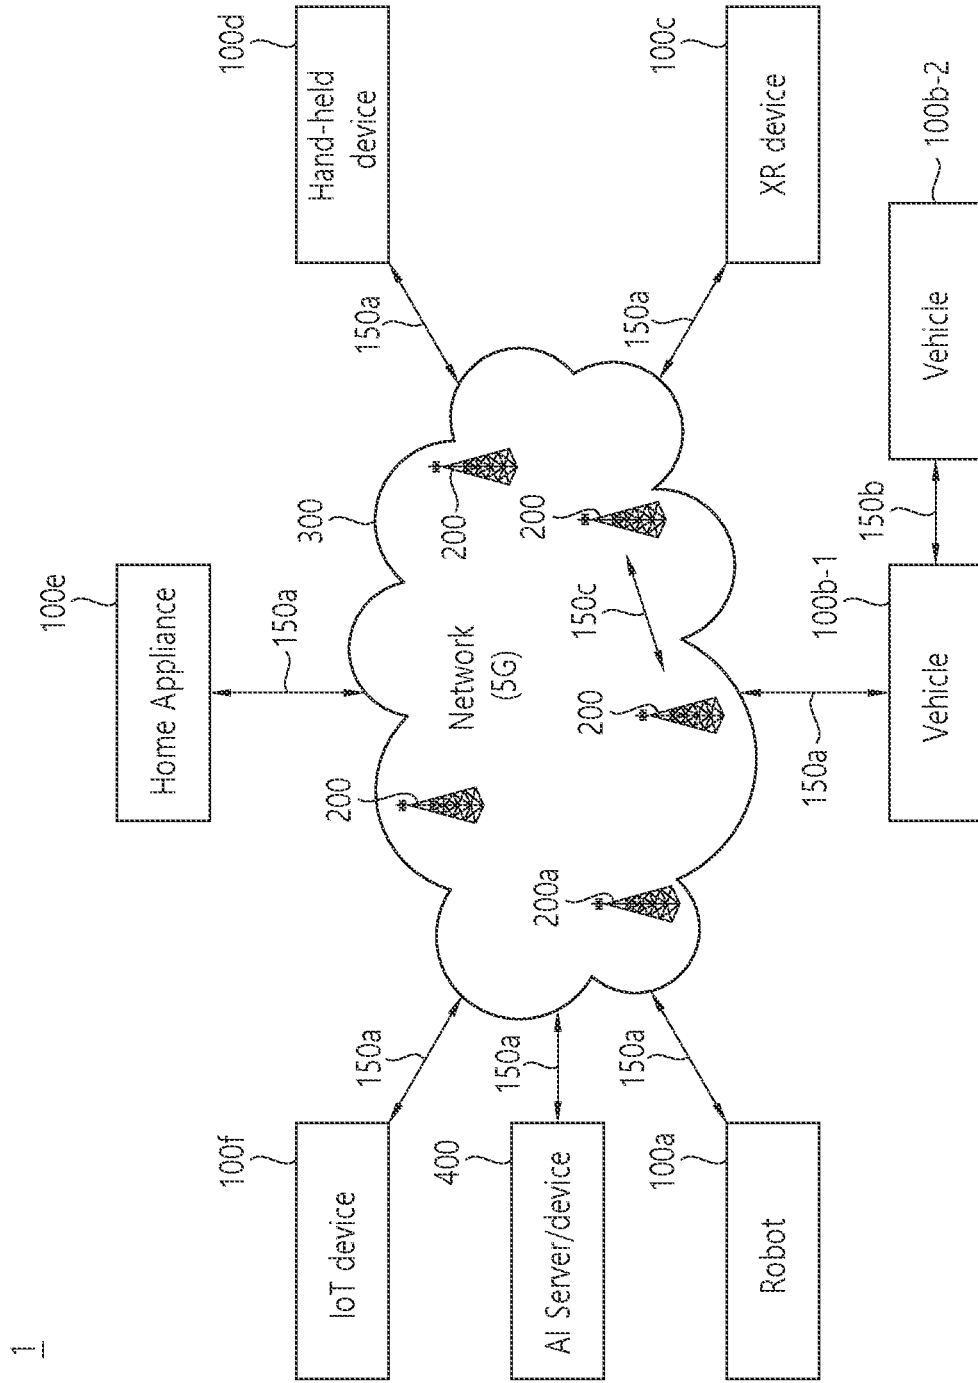 1
100e
Home Appliance
150a
100f
IoT device
150a
200
300
200
150a
100d
Hand-held
device
400
AI Server/device
150a
Network
(5G)
200a
200
150c
200
100a
Robot
150a
150a
100c
XR device
150a
100b-1
Vehicle
150b
100b-2
Vehicle